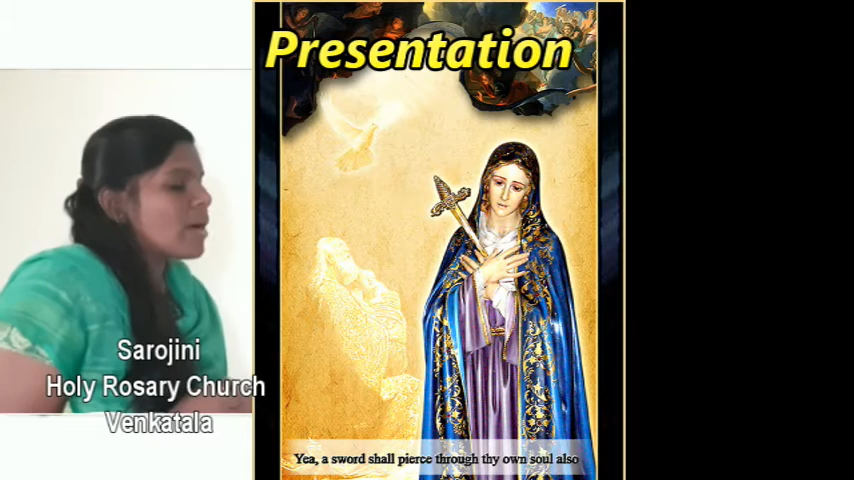 Presentation
Sarojini
Holy Rosary Church
Venkatala
Yea, a sword shall pierce through thy own soul also